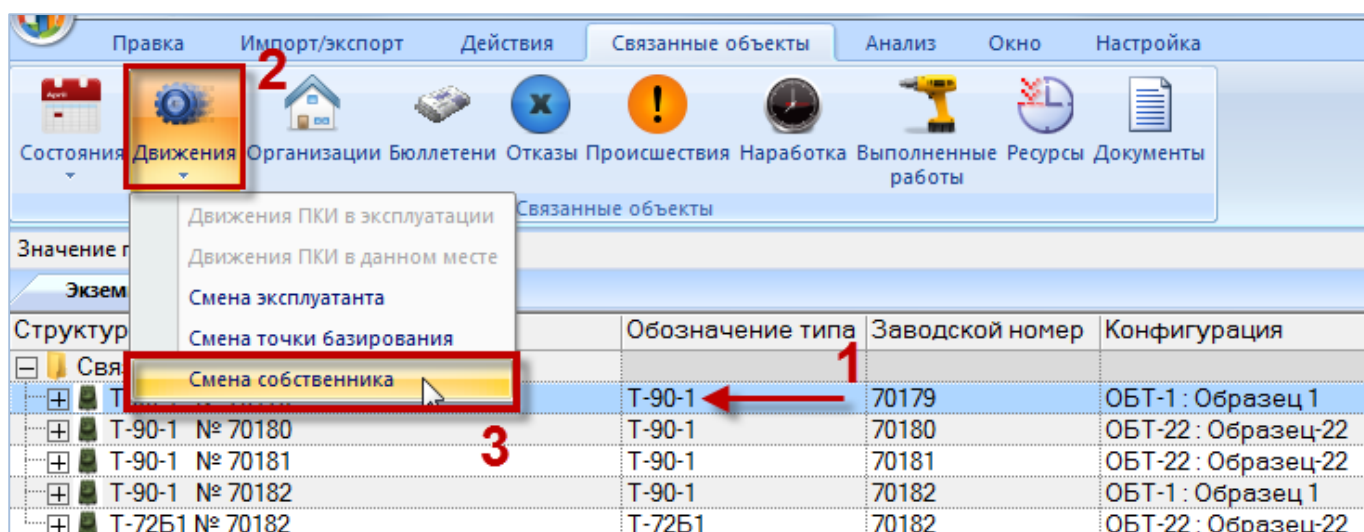 Правка Импорт/экспорт Действия Связанные объекты Анализ Окно Настройка
2
April
Состояния Движения Организации Бюллетени Отказы Происшествия Наработка Выполненные работы Ресурсы Документы
Движения ПКИ в эксплуатации
Связанные объекты
Движения ПКИ в данном месте
Значение
Смена эксплуатанта
Экзем
Смена точки базирования
Структур Обозначение типа Заводской номер Конфигурация
1
Смена собственника
Свя
T-90-1 70179 ОБТ-1 : Образец 1
T-90-1 № 70180 T-90-1 70180 ОБТ-22 : Образец-22
3
T-90-1 № 70181 T-90-1 70181 ОБТ-22 : Образец-22
T-90-1 № 70182 T-90-1 70182 ОБТ-1 : Образец 1
T-72Б1 № 70182 T-72Б1 70182 ОБТ-22 : Образец-22